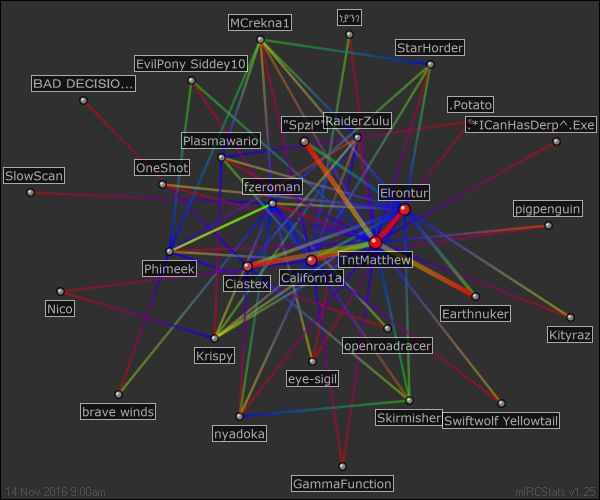 MCrekna1
StarHorder
EvilPony Siddey10
BAD DECISIO...
"Spzi°"
RaiderZulu
.Potato
Plasmawario
.°*ICanHasDerp^.Exe
OneShot
SlowScan
fzeroman
Elrontur
pigpenguin
TntMatthew
Phimeek
Ciastex
Californ1a
Nico
Earthnuker
Kityraz
Krispy
openroadracer
eye-sigil
brave winds
Skirmisher
Swiftwolf Yellowtail
nyadoka
GammaFunction
14 Nov 2016 9:00am
mIRCStats v1.25